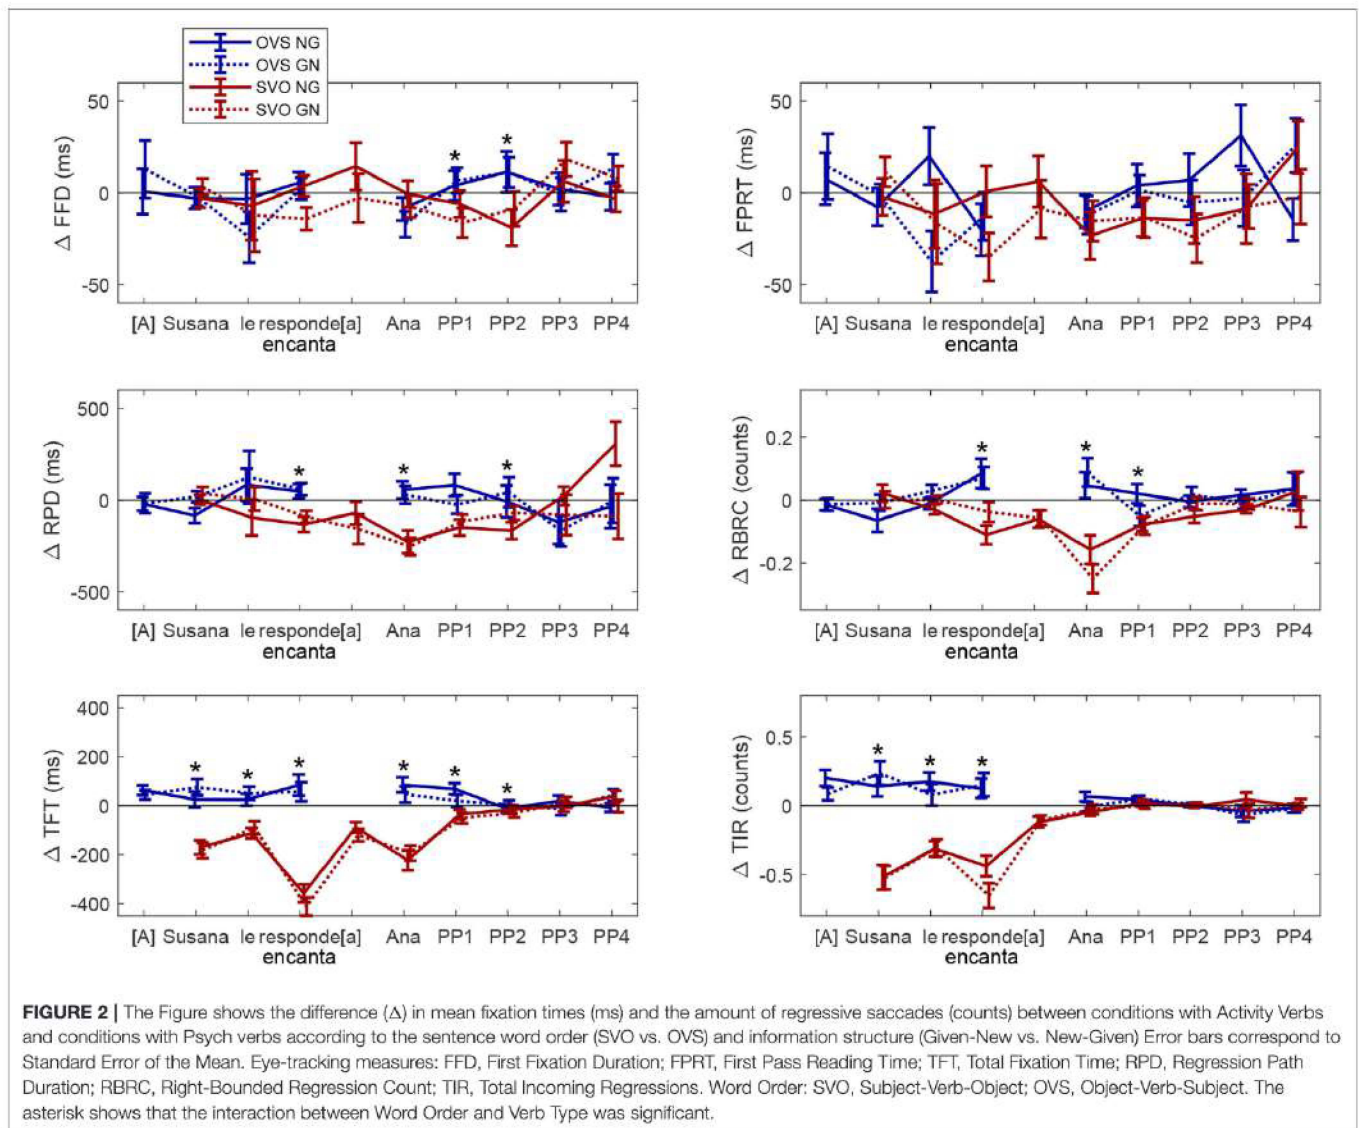 OVS NG
OVS GN
SVO NG
SVO GN
50
0
-50
Δ FFD (ms)
* *
[A] Susana le responde[a] Ana PP1 PP2 PP3 PP4
encanta
50
0
-50
Δ FPRT (ms)
[A] Susana le responde[a] Ana PP1 PP2 PP3 PP4
encanta
500
0
-500
Δ RPD (ms)
* * *
[A] Susana le responde[a] Ana PP1 PP2 PP3 PP4
encanta
0.2
0
-0.2
Δ RBRC (counts)
* * *
[A] Susana le responde[a] Ana PP1 PP2 PP3 PP4
encanta
400
200
0
-200
-400
Δ TFT (ms)
* * * * * *
[A] Susana le responde[a] Ana PP1 PP2 PP3 PP4
encanta
0.5
0
-0.5
Δ TIR (counts)
* * *
[A] Susana le responde[a] Ana PP1 PP2 PP3 PP4
encanta
FIGURE 2 | The Figure shows the difference (Δ) in mean fixation times (ms) and the amount of regressive saccades (counts) between conditions with Activity Verbs
and conditions with Psych verbs according to the sentence word order (SVO vs. OVS) and information structure (Given-New vs. New-Given) Error bars correspond to
Standard Error of the Mean. Eye-tracking measures: FFD, First Fixation Duration; FPRT, First Pass Reading Time; TFT, Total Fixation Time; RPD, Regression Path
Duration; RBRC, Right-Bounded Regression Count; TIR, Total Incoming Regressions. Word Order: SVO, Subject-Verb-Object; OVS, Object-Verb-Subject. The
asterisk shows that the interaction between Word Order and Verb Type was significant.